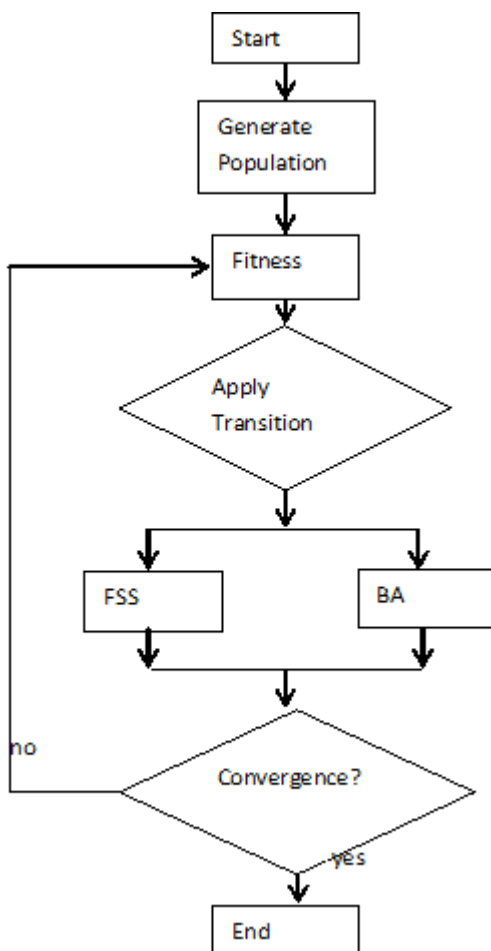 Start
Generate
Population
Fitness
Apply
Transition
FSS
BA
no
Convergence?
yes
End